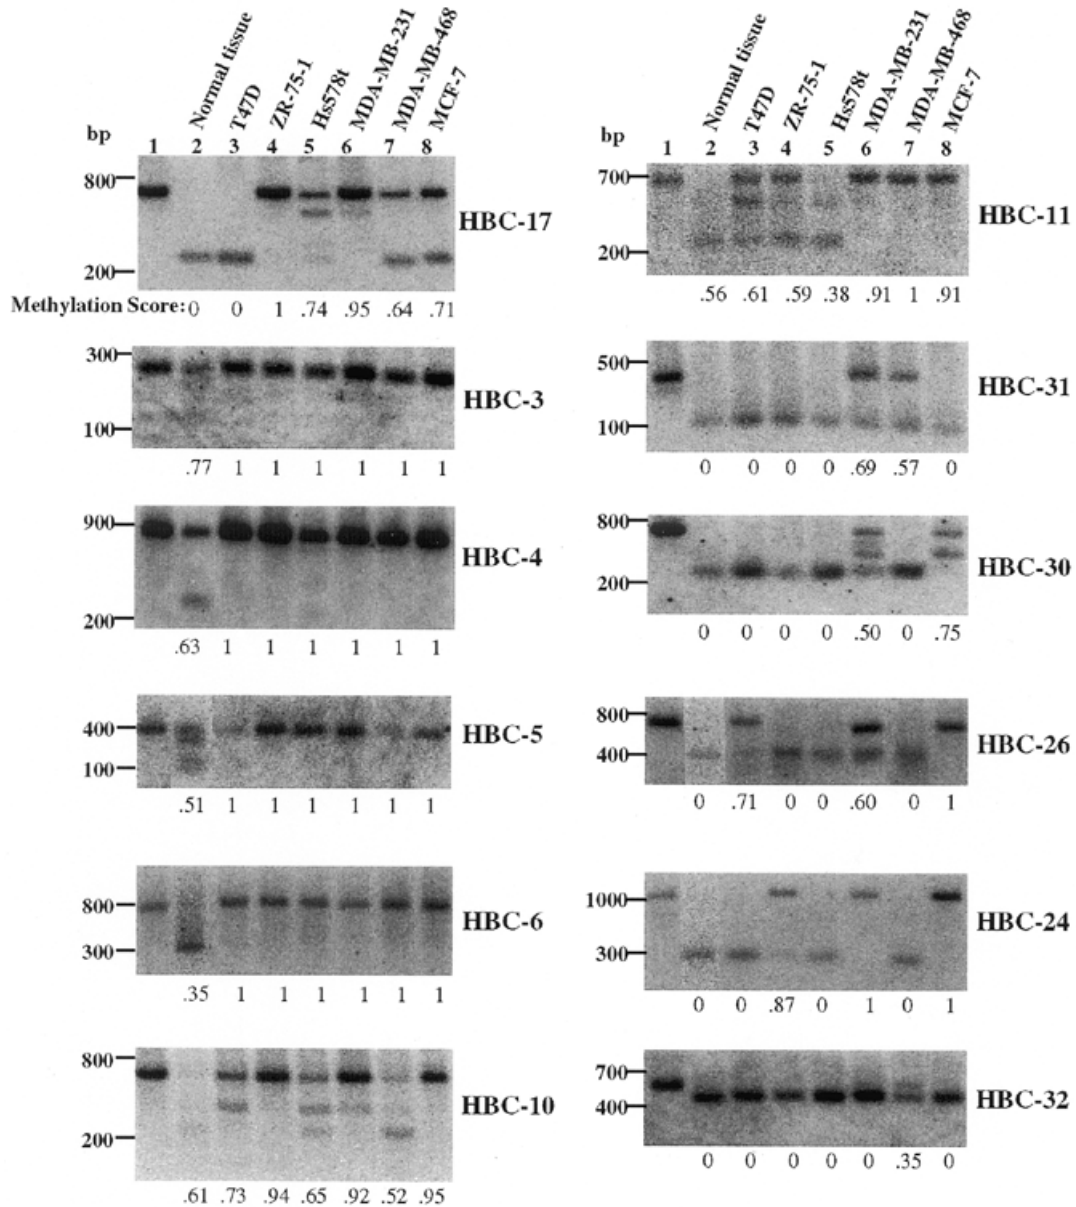 Normal tissue
T47D
ZR-75-1
Hs578t
MDA-MB-231
MDA-MB-468
MCF-7
bp
1 2 3 4 5 6 7 8
800
HBC-17
200
Methylation Score: 0 0 1 .74 .95 .64 .71
300
HBC-3
100
.77 1 1 1 1 1 1
900
HBC-4
200
.63 1 1 1 1 1 1
400
HBC-5
100
.51 1 1 1 1 1 1
800
HBC-6
300
.35 1 1 1 1 1 1
800
HBC-10
200
.61 .73 .94 .65 .92 .52 .95
Normal tissue
T47D
ZR-75-1
Hs578t
MDA-MB-231
MDA-MB-468
MCF-7
bp
1 2 3 4 5 6 7 8
700
HBC-11
200
.56 .61 .59 .38 .91 1 .91
500
HBC-31
100
0 0 0 0 .69 .57 0
800
HBC-30
200
0 0 0 0 .50 0 .75
800
HBC-26
400
0 .71 0 0 .60 0 1
1000
HBC-24
300
0 0 .87 0 1 0 1
700
HBC-32
400
0 0 0 0 0 .35 0